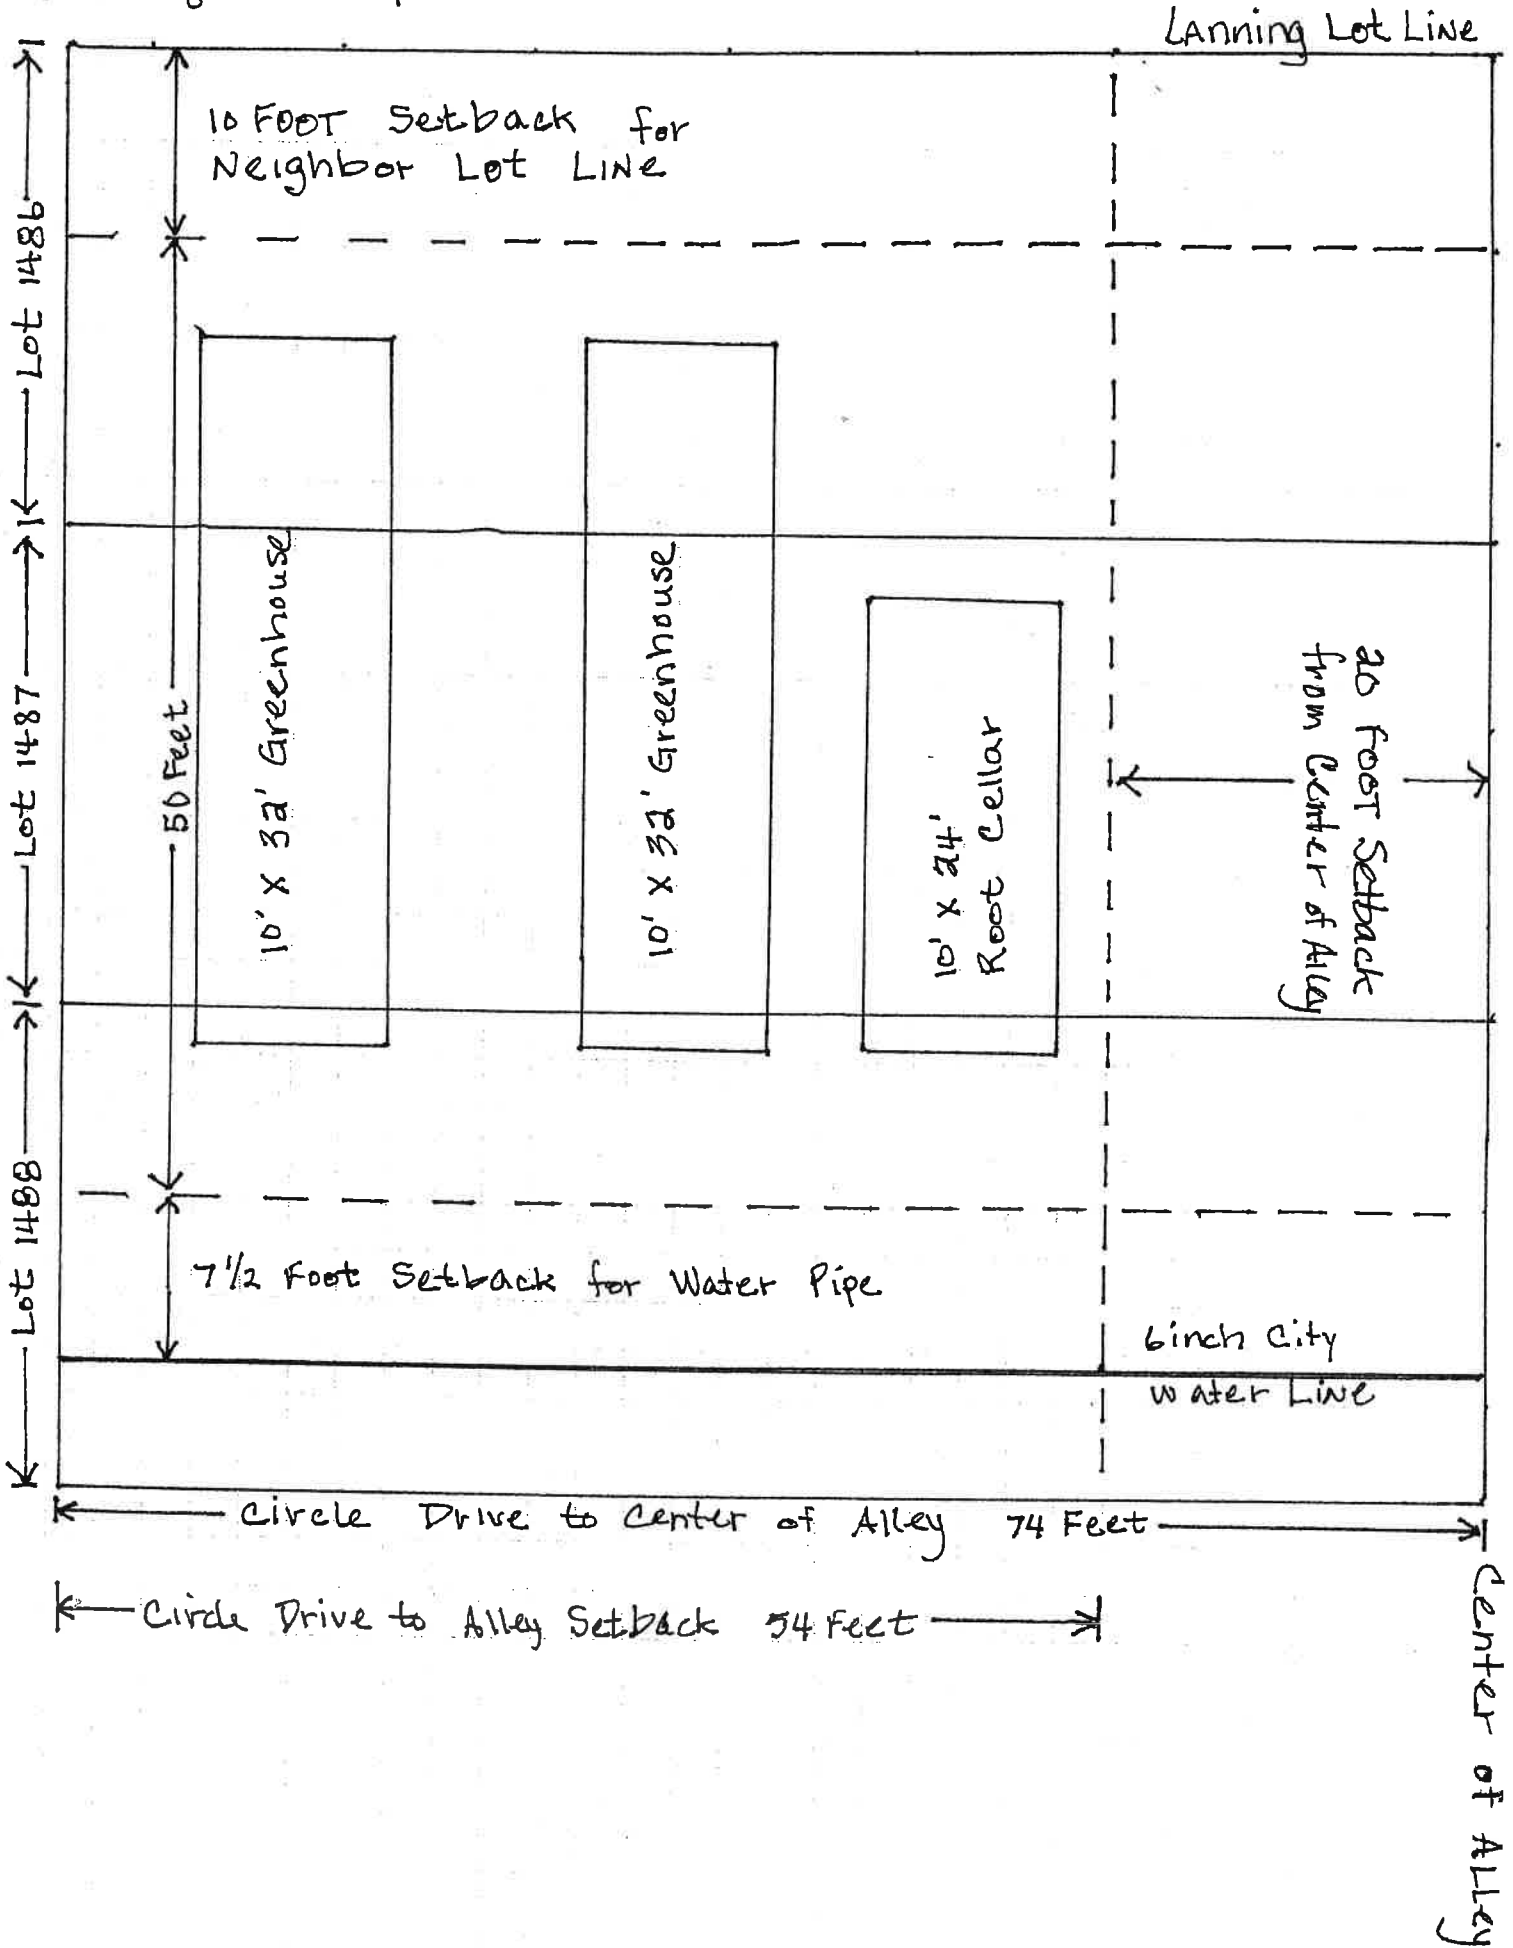 Lanning Lot Line
10 Foot Setback for
Neighbor Lot Line
Lot 1486
Lot 1487
Lot 1488
50 Feet
10' x 32' Greenhouse
10' x 32' Greenhouse
10' x 24'
Root Cellar
20 Foot Setback
from Center of Alley
7 1/2 Foot Setback for Water Pipe
6 inch City
Water Line
Circle Drive to Center of Alley 74 Feet
Circle Drive to Alley Setback 54 Feet
Center of Alley